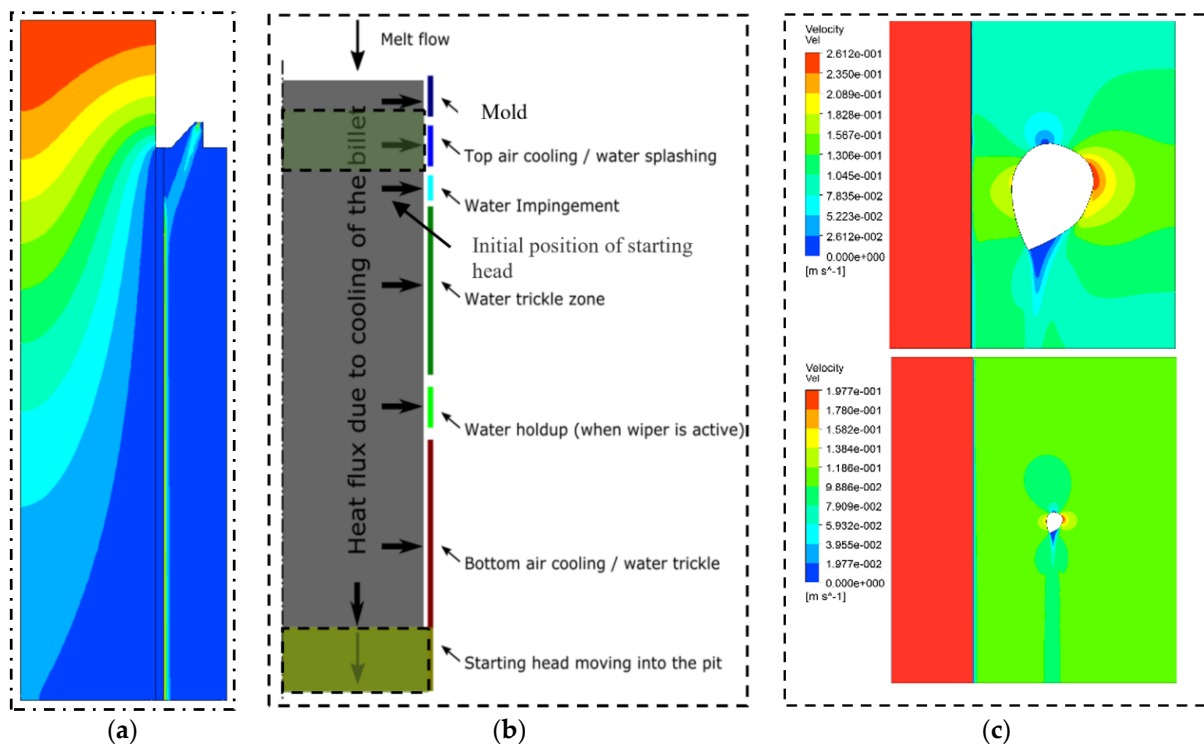 Melt flow
Mold
Top air cooling / water splashing
Water Impingement
Initial position of starting
head
Water trickle zone
Heat flux due to cooling of the billet
Water holdup (when wiper is active)
Bottom air cooling / water trickle
Starting head moving into the pit
Velocity
Vel
2.612e-001
2.350e-001
2.089e-001
1.828e-001
1.567e-001
1.306e-001
1.045e-001
7.835e-002
5.223e-002
2.612e-002
0.000e+000
[m s^-1]
Velocity
Vel
1.977e-001
1.780e-001
1.582e-001
1.384e-001
1.186e-001
9.886e-002
7.909e-002
5.932e-002
3.955e-002
1.977e-002
0.000e+000
[m s^-1]
(a)
(b)
(c)